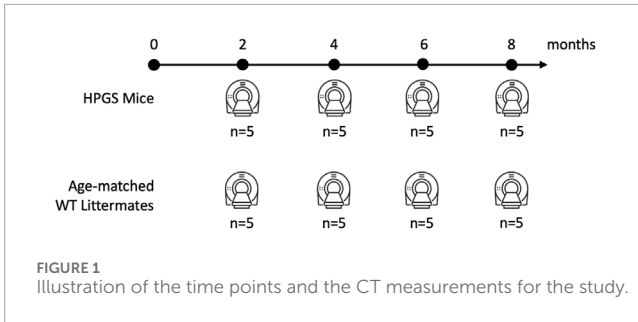 0 2 4 6 8 months
HPGS Mice
n=5 n=5 n=5 n=5
Age-matched
WT Littermates
n=5 n=5 n=5 n=5
FIGURE 1
Illustration of the time points and the CT measurements for the study.